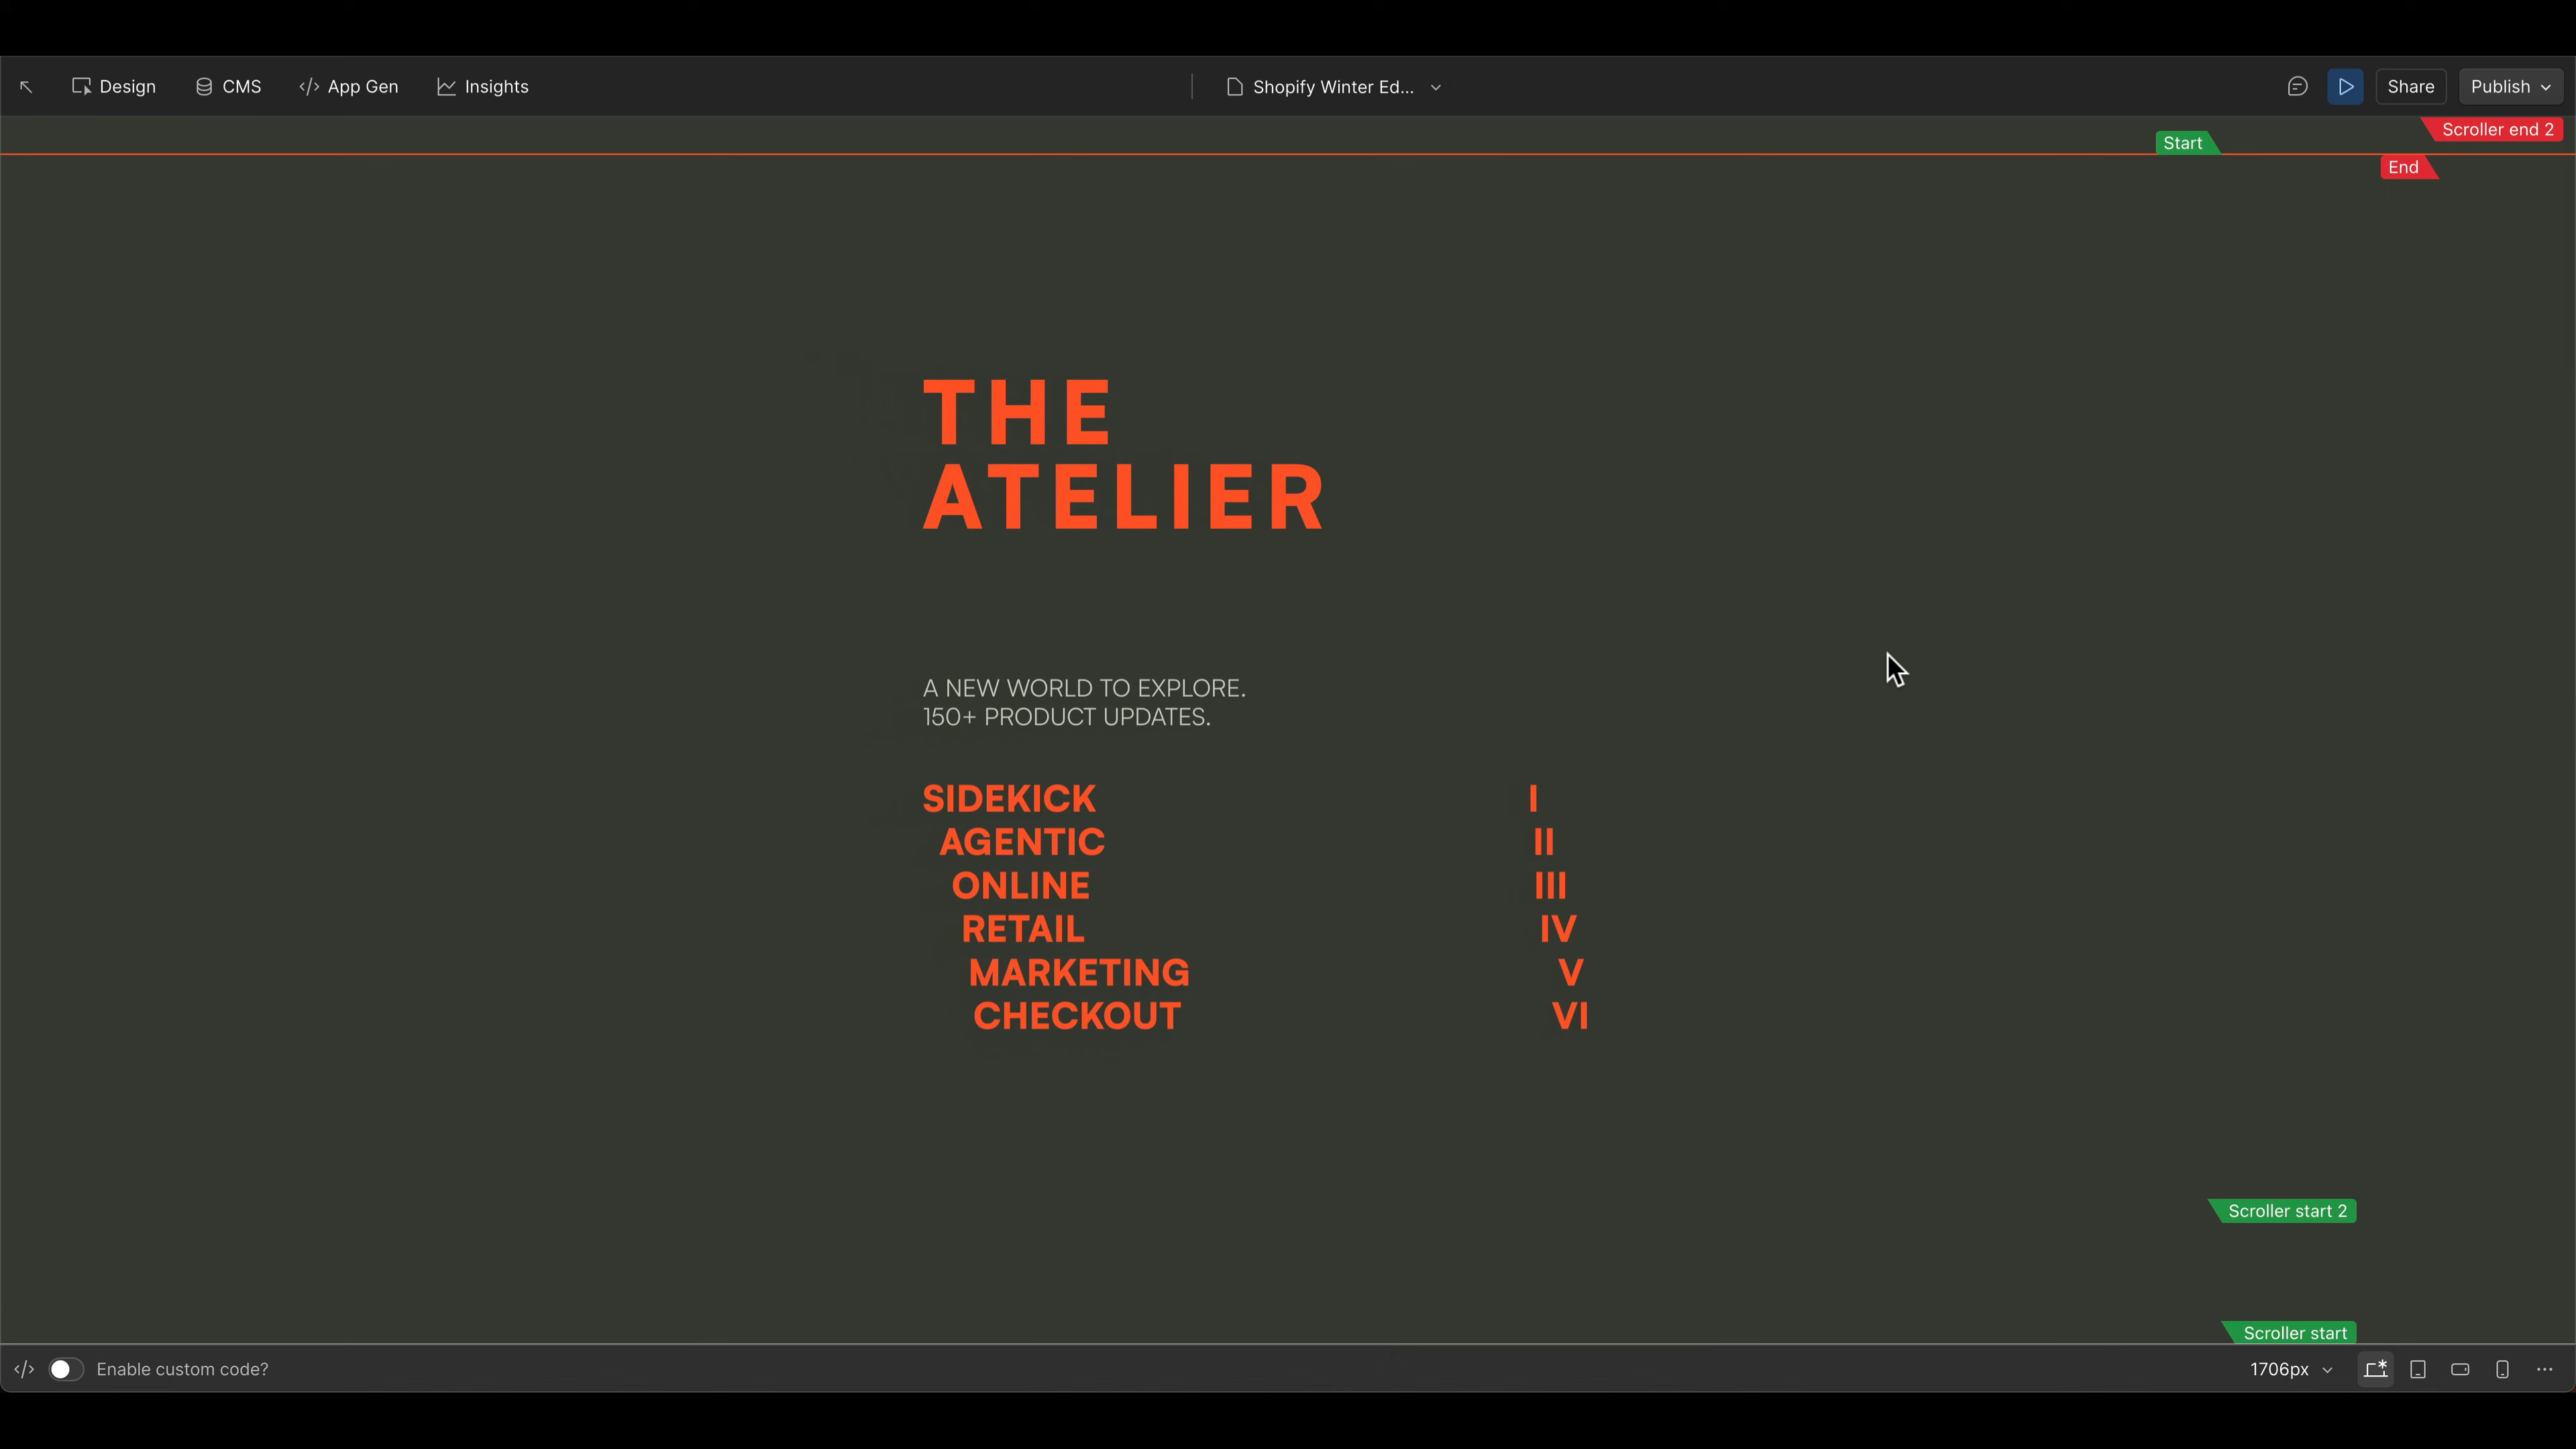 Design CMS App Gen Insights Shopify Winter Ed... Share Publish
Scroller end 2
Start
End
THE
ATELIER
A NEW WORLD TO EXPLORE.
150+ PRODUCT UPDATES.
SIDEKICK I
AGENTIC II
ONLINE III
RETAIL IV
MARKETING V
CHECKOUT VI
Scroller start 2
Scroller start
Enable custom code? 1706px